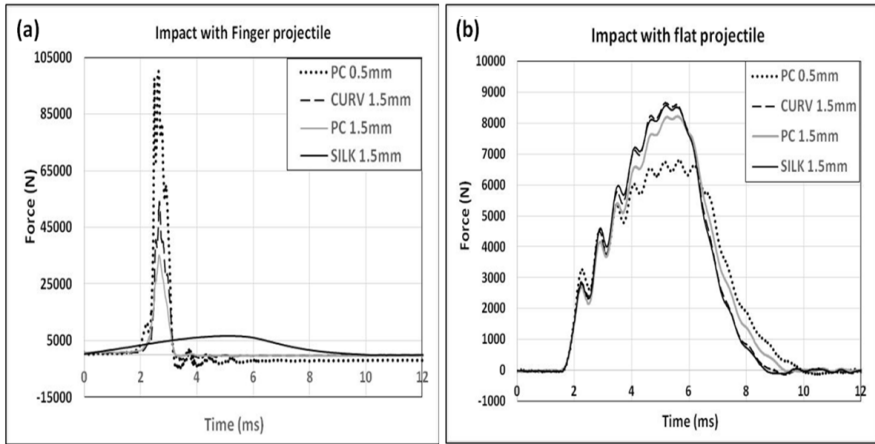 (a)
Impact with Finger projectile
105000
85000
65000
45000
25000
5000
-15000
Force (N)
PC 0.5mm
CURV 1.5mm
PC 1.5mm
SILK 1.5mm
0 2 4 6 8 10 12
Time (ms)
(b)
Impact with flat projectile
10000
9000
8000
7000
6000
5000
4000
3000
2000
1000
0
-1000
Force (N)
PC 0.5mm
CURV 1.5mm
PC 1.5mm
SILK 1.5mm
0 2 4 6 8 10 12
Time (ms)